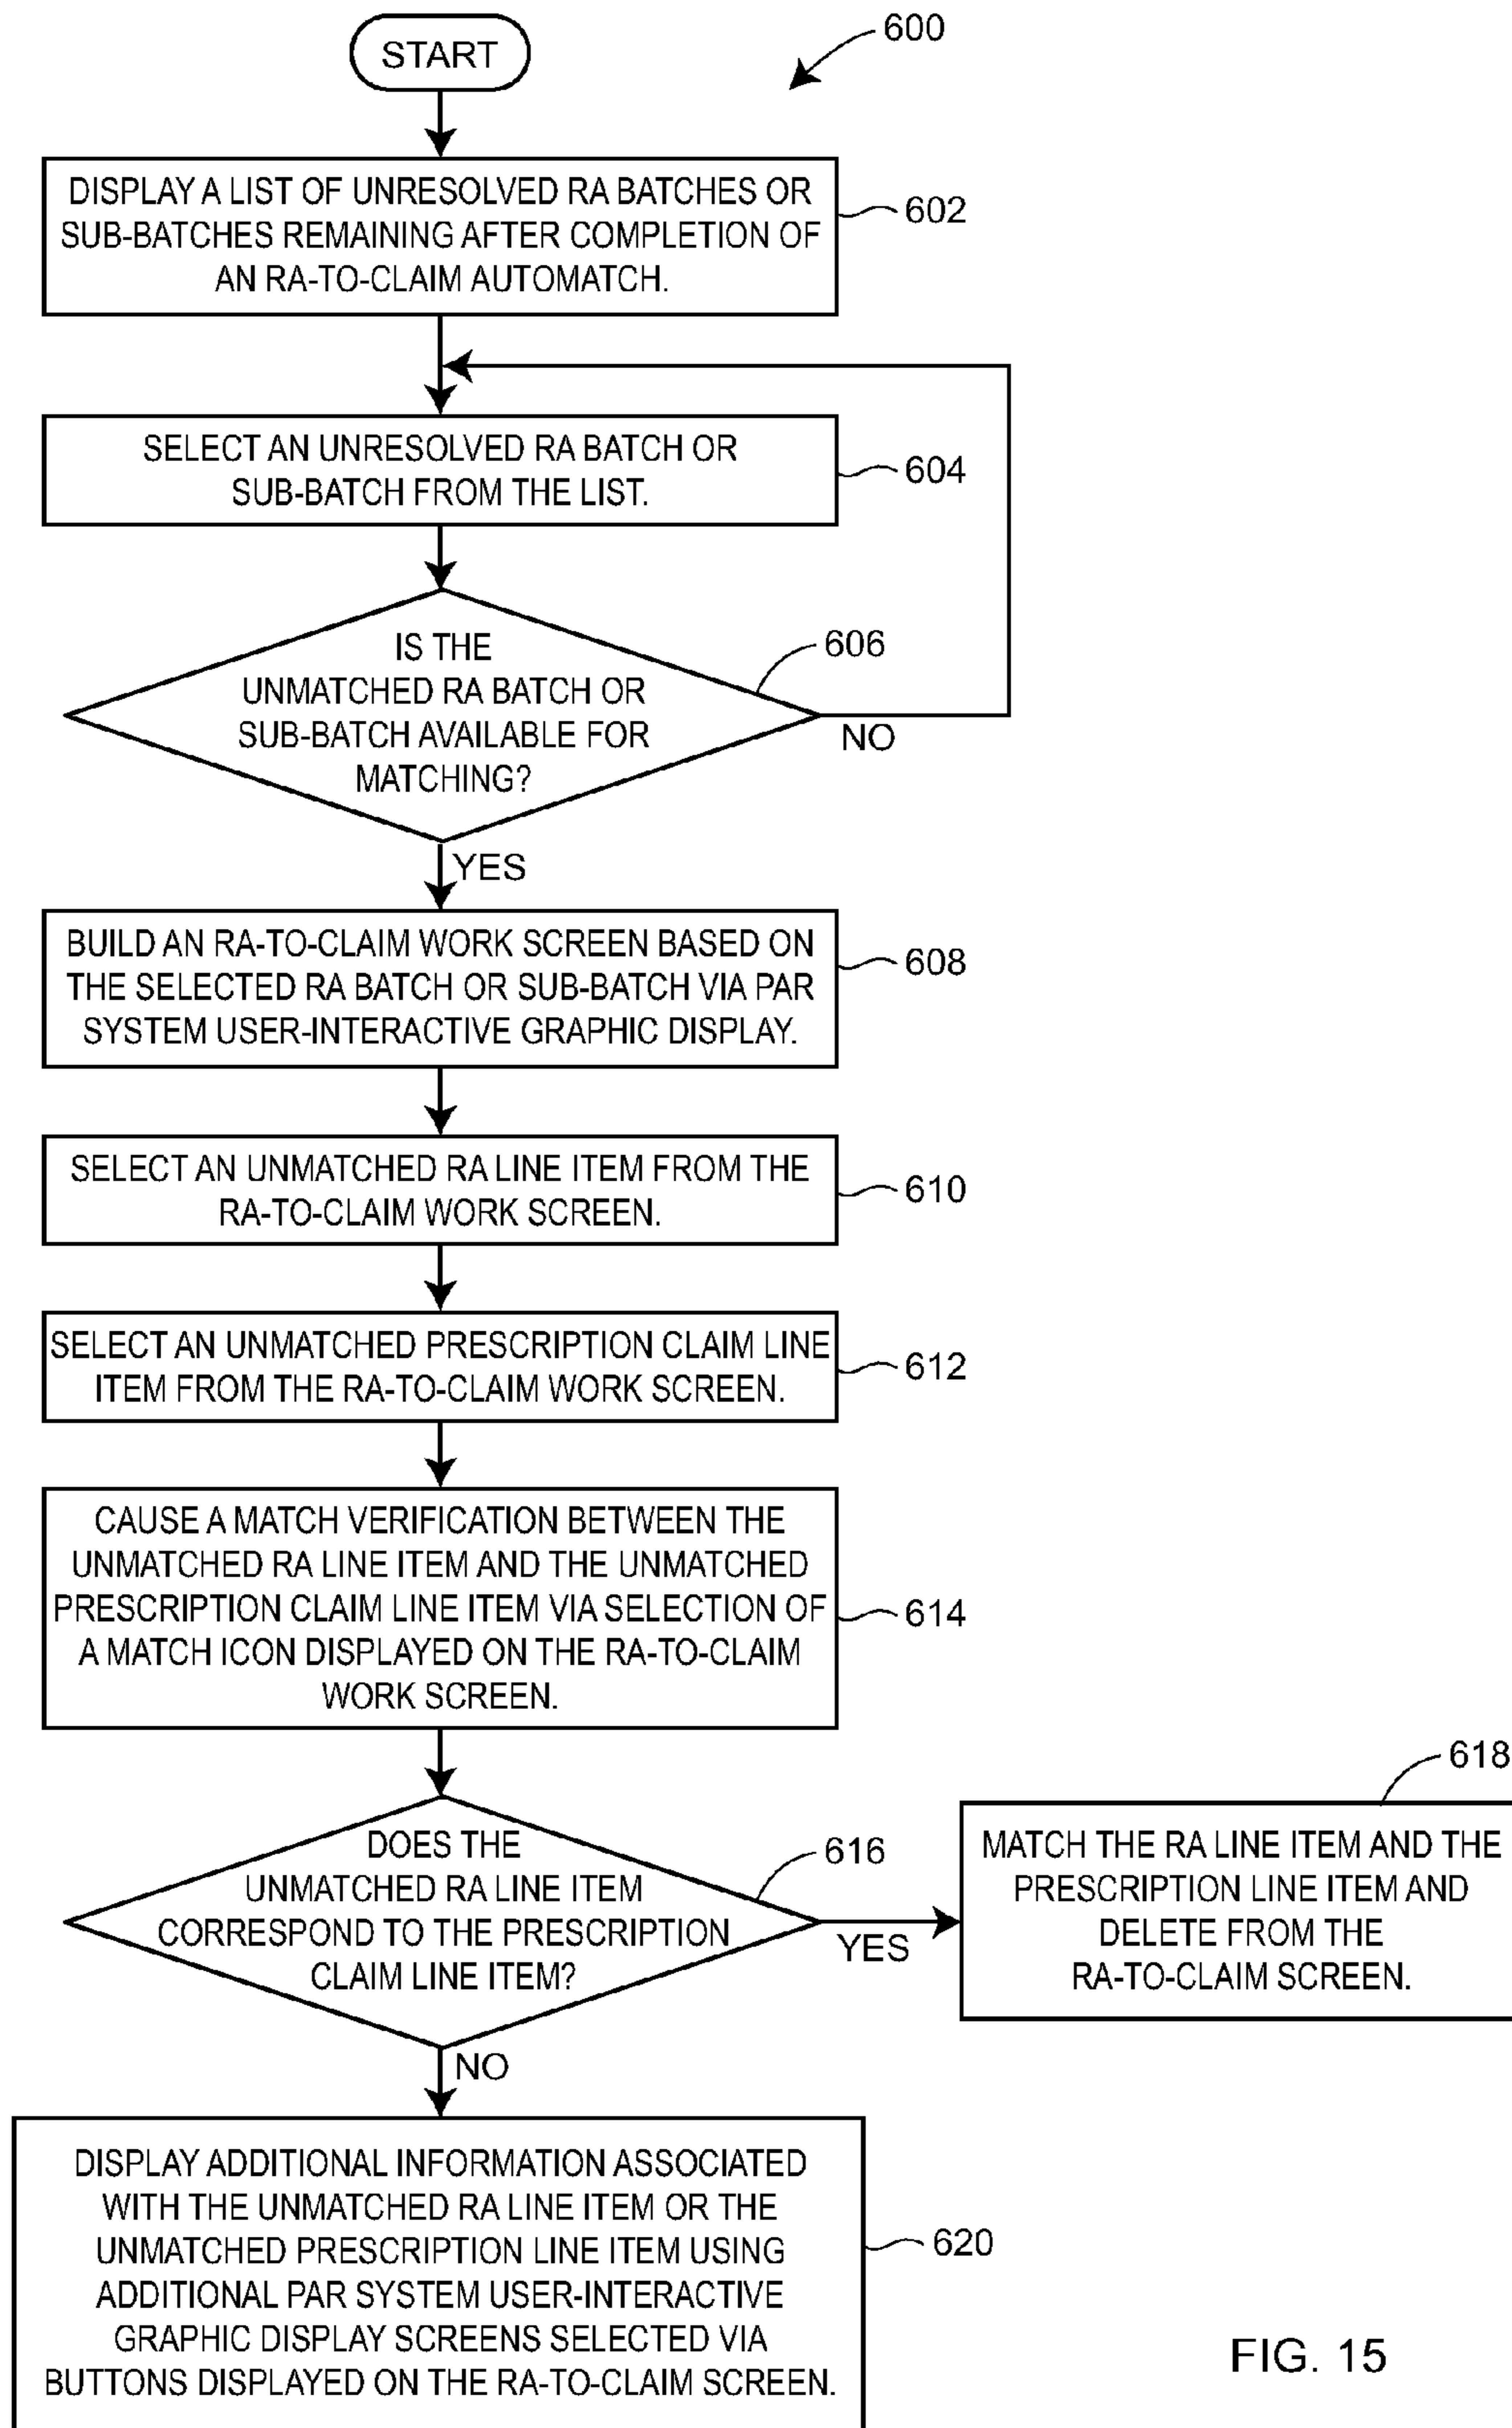 START
600
DISPLAY A LIST OF UNRESOLVED RA BATCHES OR
SUB-BATCHES REMAINING AFTER COMPLETION OF
AN RA-TO-CLAIM AUTOMATCH.
602
SELECT AN UNRESOLVED RA BATCH OR
SUB-BATCH FROM THE LIST.
604
IS THE
UNMATCHED RA BATCH OR
SUB-BATCH AVAILABLE FOR
MATCHING?
606
NO
YES
BUILD AN RA-TO-CLAIM WORK SCREEN BASED ON
THE SELECTED RA BATCH OR SUB-BATCH VIA PAR
SYSTEM USER-INTERACTIVE GRAPHIC DISPLAY.
608
SELECT AN UNMATCHED RA LINE ITEM FROM THE
RA-TO-CLAIM WORK SCREEN.
610
SELECT AN UNMATCHED PRESCRIPTION CLAIM LINE
ITEM FROM THE RA-TO-CLAIM WORK SCREEN.
612
CAUSE A MATCH VERIFICATION BETWEEN THE
UNMATCHED RA LINE ITEM AND THE UNMATCHED
PRESCRIPTION CLAIM LINE ITEM VIA SELECTION OF
A MATCH ICON DISPLAYED ON THE RA-TO-CLAIM
WORK SCREEN.
614
DOES THE
UNMATCHED RA LINE ITEM
CORRESPOND TO THE PRESCRIPTION
CLAIM LINE ITEM?
616
YES
618
MATCH THE RA LINE ITEM AND THE
PRESCRIPTION LINE ITEM AND
DELETE FROM THE
RA-TO-CLAIM SCREEN.
NO
DISPLAY ADDITIONAL INFORMATION ASSOCIATED
WITH THE UNMATCHED RA LINE ITEM OR THE
UNMATCHED PRESCRIPTION LINE ITEM USING
ADDITIONAL PAR SYSTEM USER-INTERACTIVE
GRAPHIC DISPLAY SCREENS SELECTED VIA
BUTTONS DISPLAYED ON THE RA-TO-CLAIM SCREEN.
620
FIG. 15